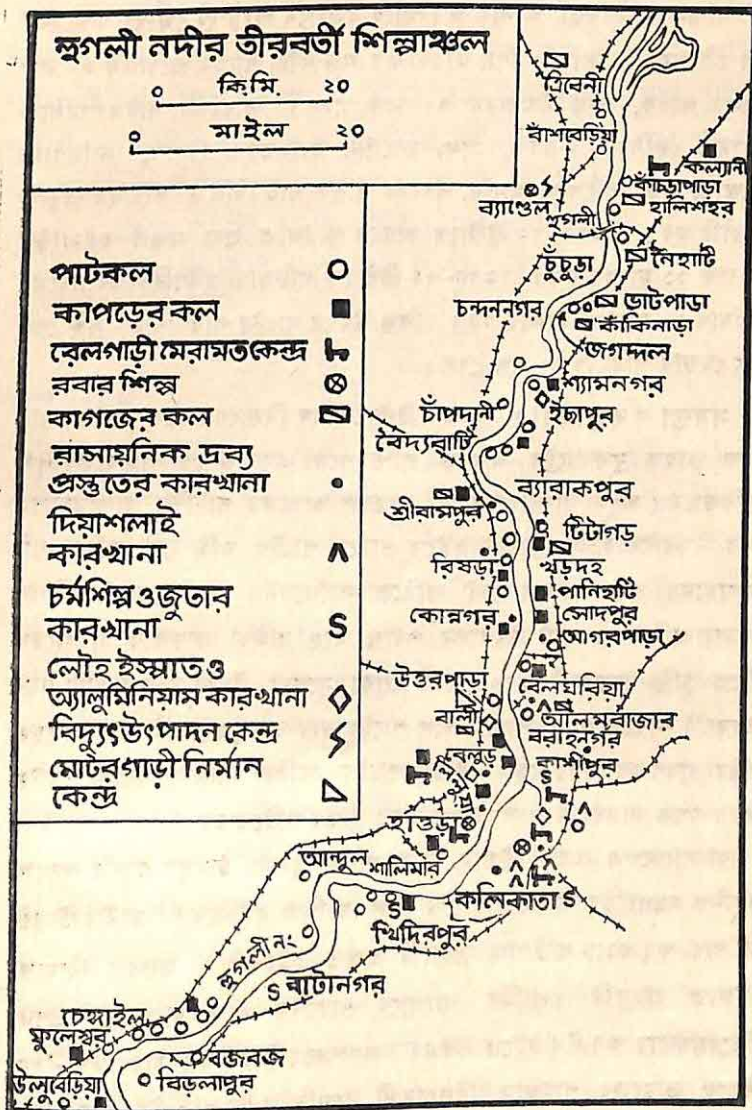 হুগলী নদীর তীরবর্তী শিল্পাঞ্চল
০ কি.মি. ২০
০ মাইল ২০
পাটকল
কাপড়ের কল
রেলগাড়ী মেরামতকেন্দ্র
রবার শিল্প
কাগজের কল
রাসায়নিক দ্রব্য
প্রস্তুতের কারখানা
দিয়াশলাই
কারখানা
চর্মশিল্পওজুতার
কারখানা S
লৌহ ইস্পাতও
অ্যালুমিনিয়াম কারখানা
বিদ্যুৎউৎপাদন কেন্দ্র
মোটরগাড়ী নির্মান
কেন্দ্র
ত্রিবেনী
বাঁশবেড়িয়া
কল্যানী
কাঁচড়াপাড়া
ব্যাণ্ডেল
হালিশহর
হুগলী
চুঁচুড়া
নৈহাটি
চন্দননগর
ভোটপাড়া
কাঁকিনাড়া
জগদ্দল
শ্যামনগর
চাঁপদানী
ইছাপুর
বৈদ্যবাটি
ব্যারাকপুর
শ্রীরামপুর
টিটাগড়
রিষড়া
খড়দহ
পানিহাটি
সোদপুর
কোন্নগর
আগরপাড়া
উত্তরপাড়া
বেলঘরিয়া
বালী
আলমবাজার
বরাহনগর
বেলুড়
কাশীপুর
লিলুয়া
S
হাওড়া
আন্দুল
শালিমার
কলিকাতা S
S
খিদিরপুর
হুগলী নং
S বাটানগর
চেঙ্গাইল
ফুলেশ্বর
বজবজ
উলুবেড়িয়া
বিড়লাপুর